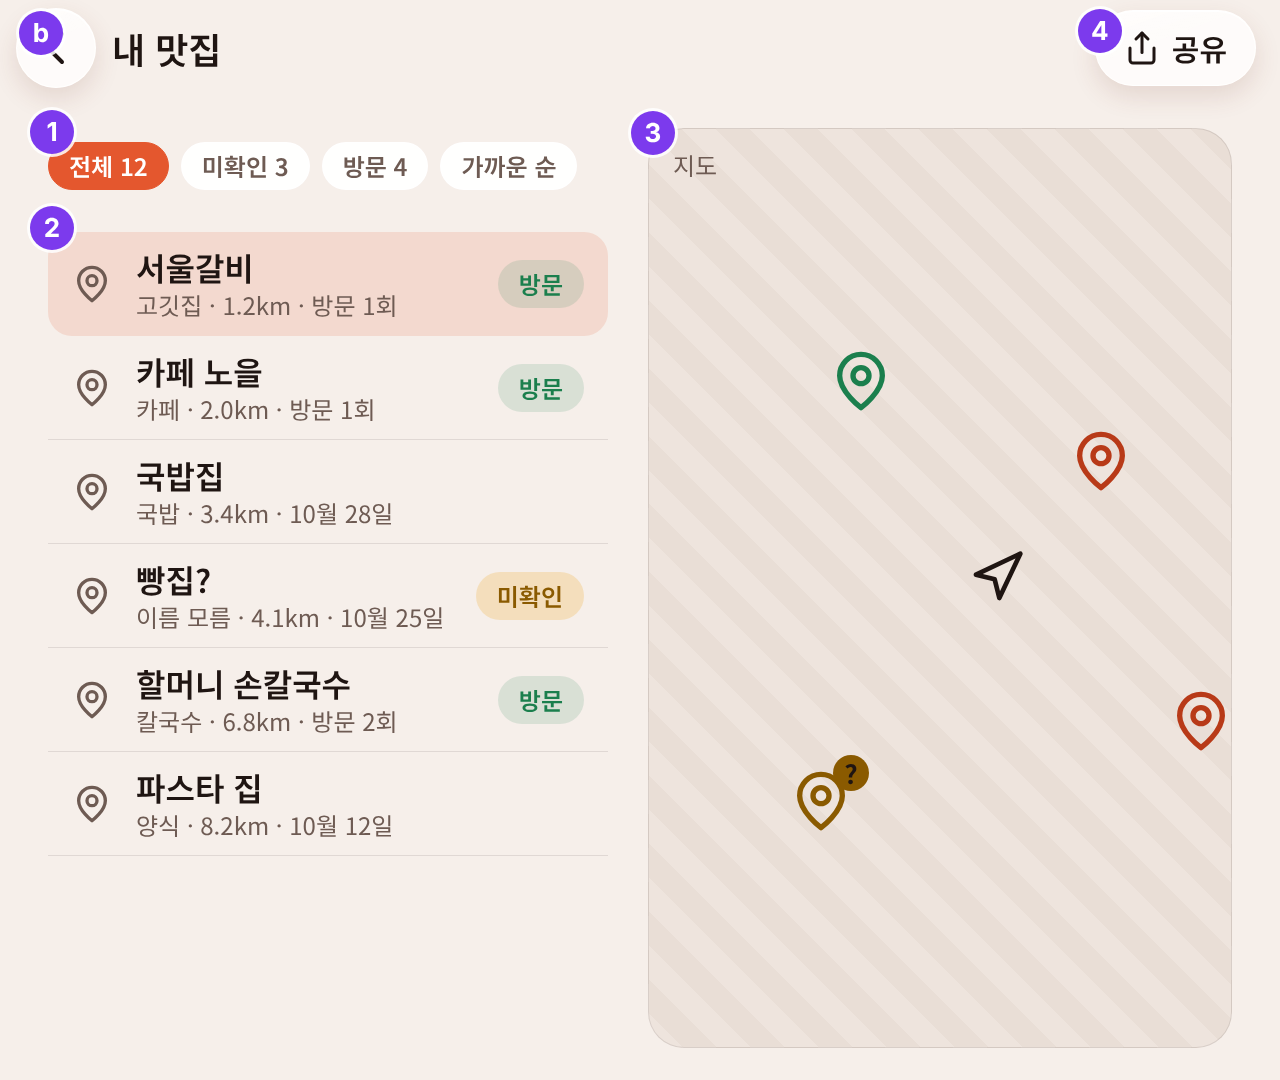 b
내 맛집
4
공유
1
전체 12
미확인 3
방문 4
가까운 순
2
서울갈비
고깃집 · 1.2km · 방문 1회
방문
카페 노을
카페 · 2.0km · 방문 1회
방문
국밥집
국밥 · 3.4km · 10월 28일
빵집?
이름 모름 · 4.1km · 10월 25일
미확인
할머니 손칼국수
칼국수 · 6.8km · 방문 2회
방문
파스타 집
양식 · 8.2km · 10월 12일
3
지도
?